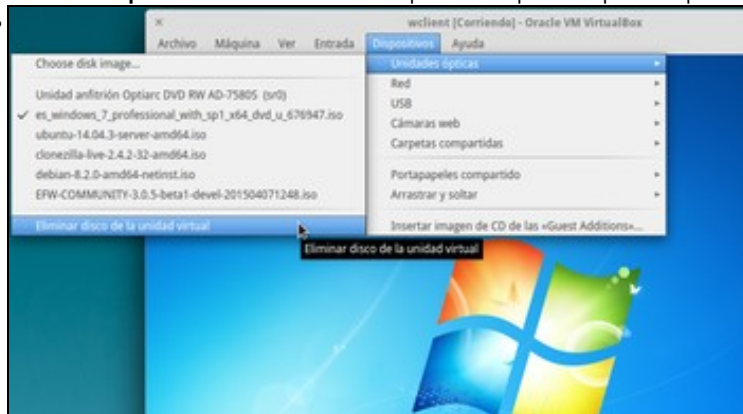 wclient [Corriendo] - Oracle VM VirtualBox
Archivo Máquina Ver Entrada Dispositivos Ayuda
Choose disk image...
Unidad anfitrión Optiarc DVD RW AD-7580S (sr0)
es_windows_7_professional_with_sp1_x64_dvd_u_676947.iso
ubuntu-14.04.3-server-amd64.iso
clonezilla-live-2.4.2-32-amd64.iso
debian-8.2.0-amd64-netinst.iso
EFW-COMMUNITY-3.0.5-beta1-devel-201504071248.iso
Eliminar disco de la unidad virtual
Unidades ópticas
Red
USB
Cámaras web
Carpetas compartidas
Portapapeles compartido
Arrastrar y soltar
Insertar imagen de CD de las «Guest Additions»...
Eliminar disco de la unidad virtual